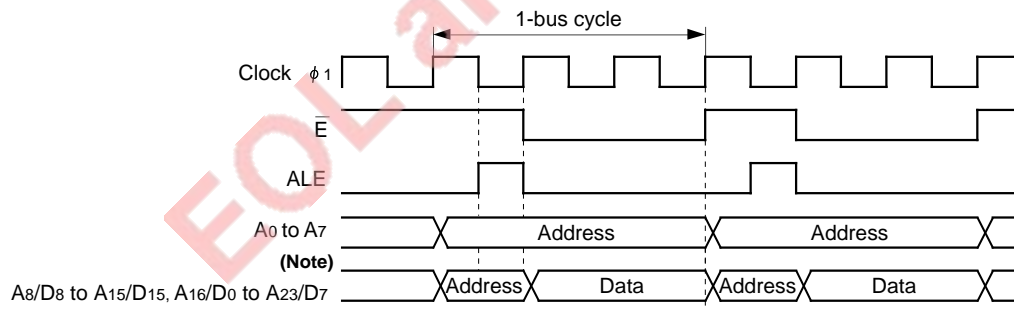 1-bus cycle
Clock ϕ1
E
ALE
A0 to A7
Address
Address
(Note)
A8/D8 to A15/D15, A16/D0 to A23/D7
Address
Data
Address
Data
EOL a